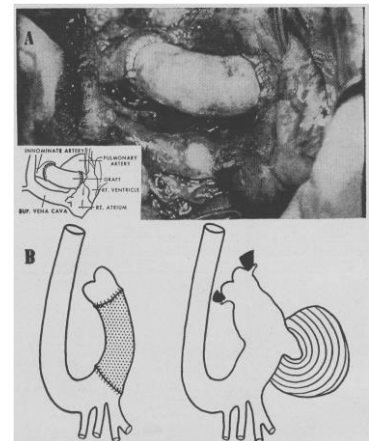 A
INNOMINATE ARTERY
PULMONARY
ARTERY
GRAFT
RT. VENTRICLE
SUP. VENA CAVA
RT. ATRIUM
B